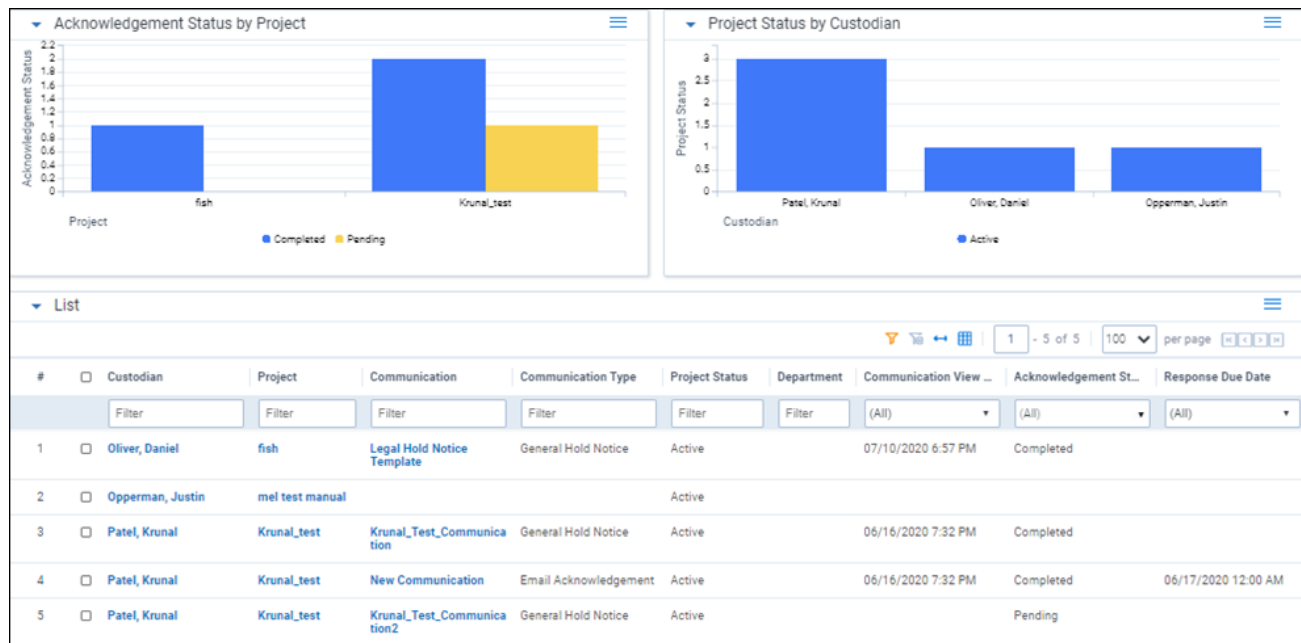 Acknowledgement Status by Project
Acknowledgement Status
2.2
2
1.8
1.6
1.4
1.2
1
0.8
0.6
0.4
0.2
0
fish
Krunal_test
Project
Completed Pending
Project Status by Custodian
Project Status
3
2.5
2
1.5
1
0.5
0
Patel, Krunal
Oliver, Daniel
Opperman, Justin
Custodian
Active
List
1 - 5 of 5 100 per page
# Custodian Project Communication Communication Type Project Status Department Communication View ... Acknowledgement St... Response Due Date
Filter Filter Filter Filter Filter Filter (All) (All) (All)
1 Oliver, Daniel fish Legal Hold Notice General Hold Notice Active 07/10/2020 6:57 PM Completed
Template
2 Opperman, Justin mel test manual Active
3 Patel, Krunal Krunal_test Krunal_Test_Communica General Hold Notice Active 06/16/2020 7:32 PM Completed
tion
4 Patel, Krunal Krunal_test New Communication Email Acknowledgement Active 06/16/2020 7:32 PM Completed 06/17/2020 12:00 AM
5 Patel, Krunal Krunal_test Krunal_Test_Communica General Hold Notice Active Pending
tion2